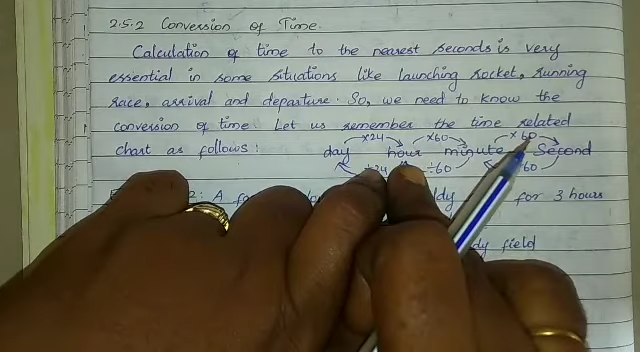 2.5.2 Conversion of Time.
Calculation of time to the nearest seconds is very
essential in some situations like launching rocket, running
race, arrival and departure. So, we need to know the
conversion of time. Let us remember the time related
×24 ×60 ×60
chart as follows: day hour minute Second
÷24 ÷60 60
2: A for 3 hours
field